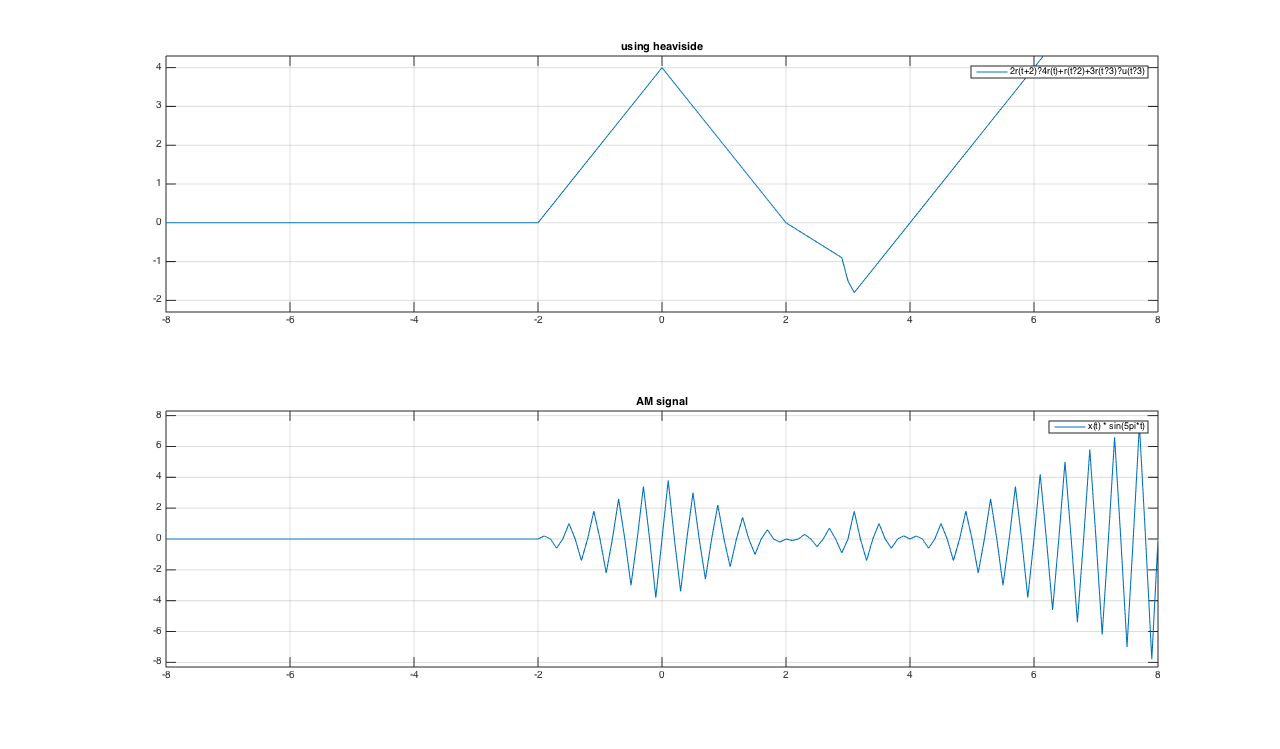 using heaviside
2r(t+2)?4r(t)+r(t?2)+3r(t?3)?u(t?3)
4
3
2
1
0
-1
-2
-8 -6 -4 -2 0 2 4 6 8
AM signal
x(t) * sin(5pi*t)
8
6
4
2
0
-2
-4
-6
-8
-8 -6 -4 -2 0 2 4 6 8